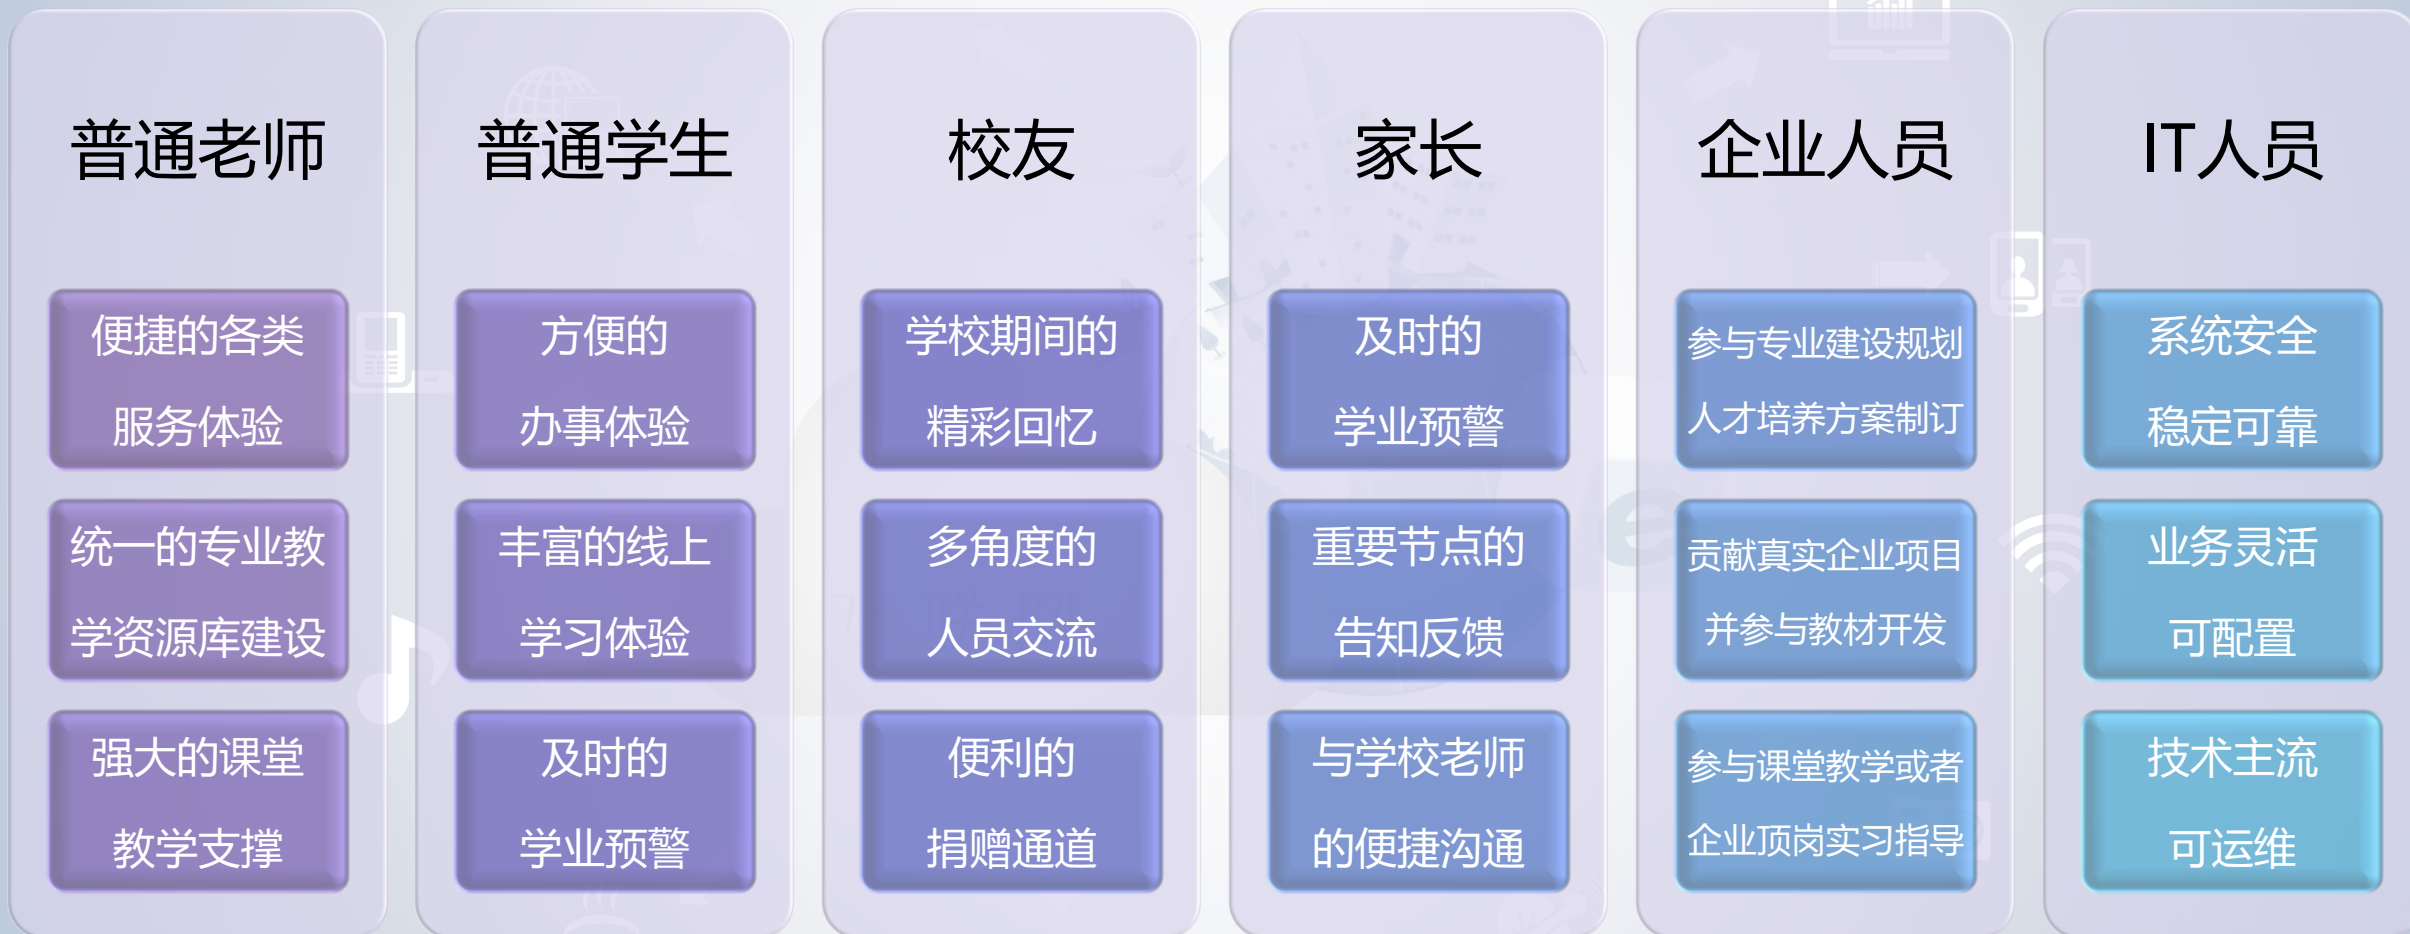 普通老师
便捷的各类
服务体验
统一的专业教
学资源库建设
强大的课堂
教学支撑
普通学生
方便的
办事体验
丰富的线上
学习体验
及时的
学业预警
校友
学校期间的
精彩回忆
多角度的
人员交流
便利的
捐赠通道
家长
及时的
学业预警
重要节点的
告知反馈
与学校老师
的便捷沟通
企业人员
参与专业建设规划
人才培养方案制订
贡献真实企业项目
并参与教材开发
参与课堂教学或者
企业顶岗实习指导
IT人员
系统安全
稳定可靠
业务灵活
可配置
技术主流
可运维